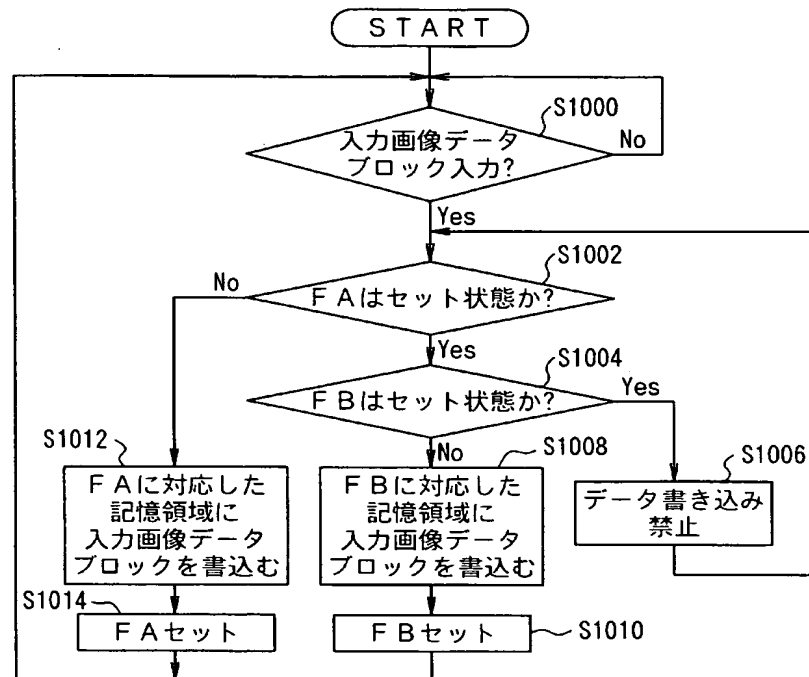 START
S1000
入力画像データ
ブロック入力?
No
Yes
S1002
No
FAはセット状態か?
Yes
S1004
FBはセット状態か?
Yes
S1012
No
S1008
S1006
FAに対応した
記憶領域に
入力画像データ
ブロックを書込む
FBに対応した
記憶領域に
入力画像データ
ブロックを書込む
データ書き込み
禁止
S1014
FAセット
FBセット
S1010